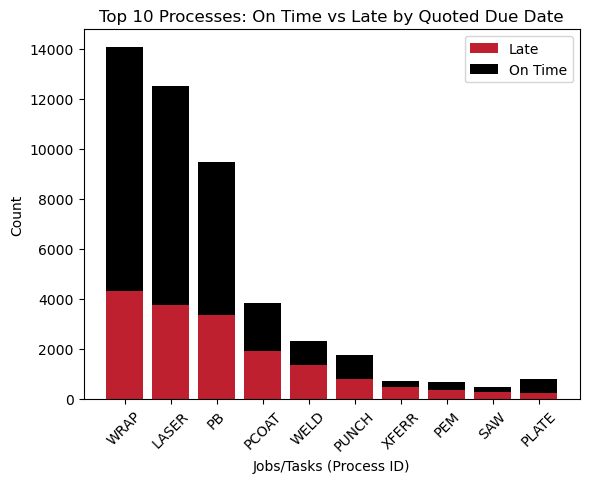 Top 10 Processes: On Time vs Late by Quoted Due Date
Late
On Time
14000
12000
10000
8000
6000
4000
2000
0
Count
WRAP
LASER
PB
PCOAT
WELD
PUNCH
XFERR
PEM
SAW
PLATE
Jobs/Tasks (Process ID)